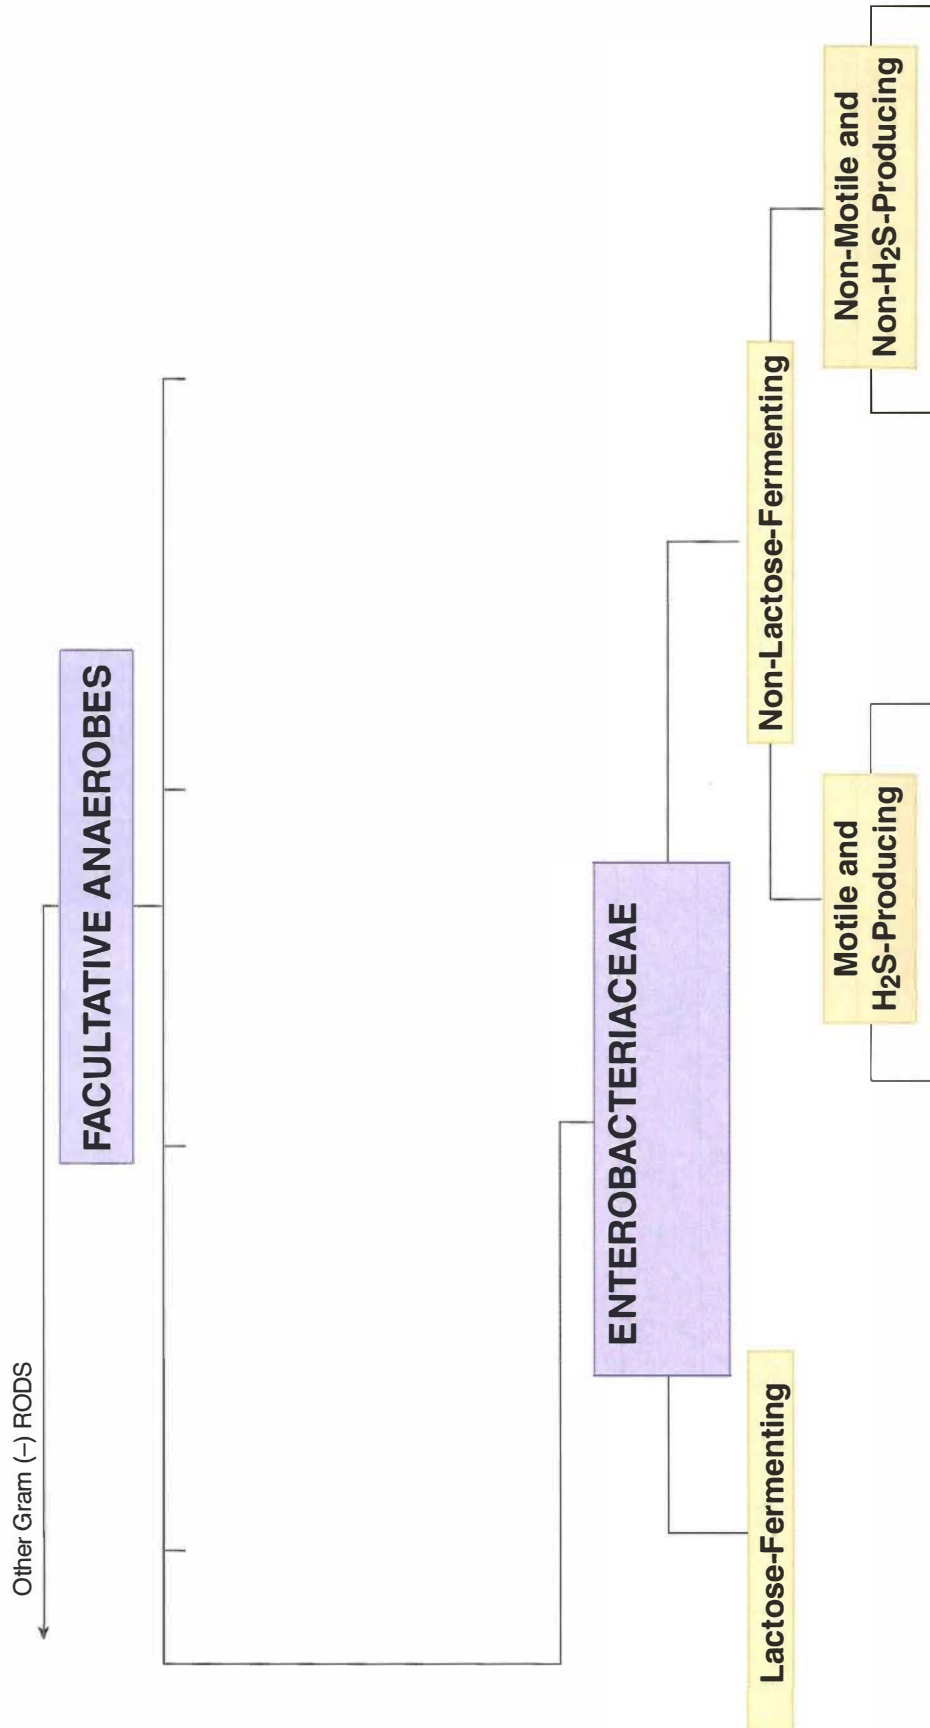 Other Gram (–) RODS
FACULTATIVE ANAEROBES
ENTEROBACTERIACEAE
Lactose-Fermenting
Non-Lactose-Fermenting
Motile and
H₂S-Producing
Non-Motile and
Non-H₂S-Producing